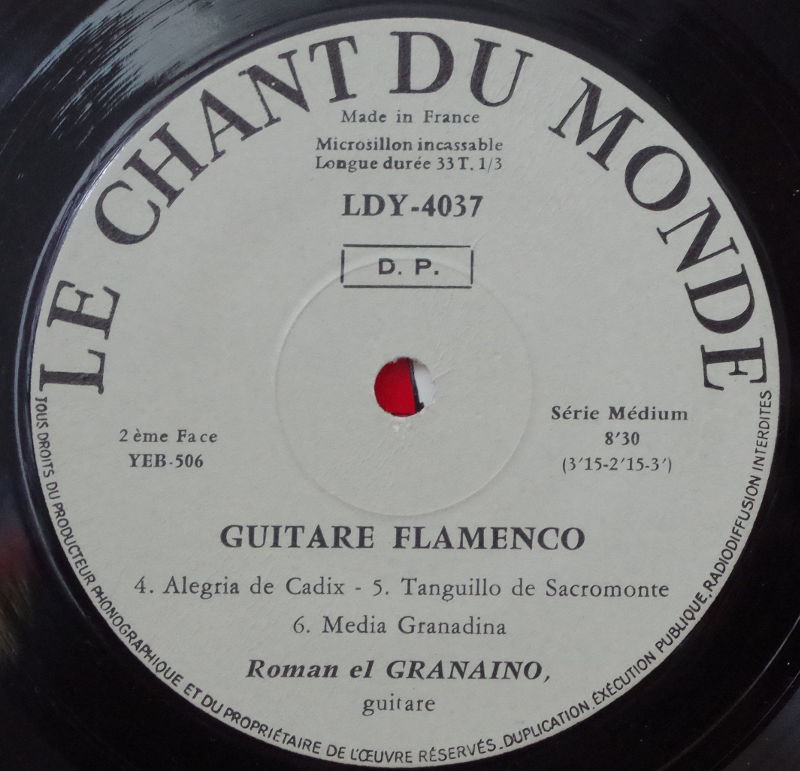 LE CHANT DU MONDE
Made in France
Microsillon incassable
Longue durée 33 T. 1/3
LDY-4037
D. P.
2ème Face
YEB-506
Série Médium
8'30
(3'15-2'15-3')
GUITARE FLAMENCO
4. Alegria de Cadix - 5. Tanguillo de Sacromonte
6. Media Granadina
Roman el GRANAINO,
guitare
TOUS DROITS DU PRODUCTEUR PHONOGRAPHIQUE ET DU PROPRIÉTAIRE DE L'ŒUVRE RÉSERVÉS. DUPLICATION. EXÉCUTION PUBLIQUE. RADIODIFFUSION INTERDITES